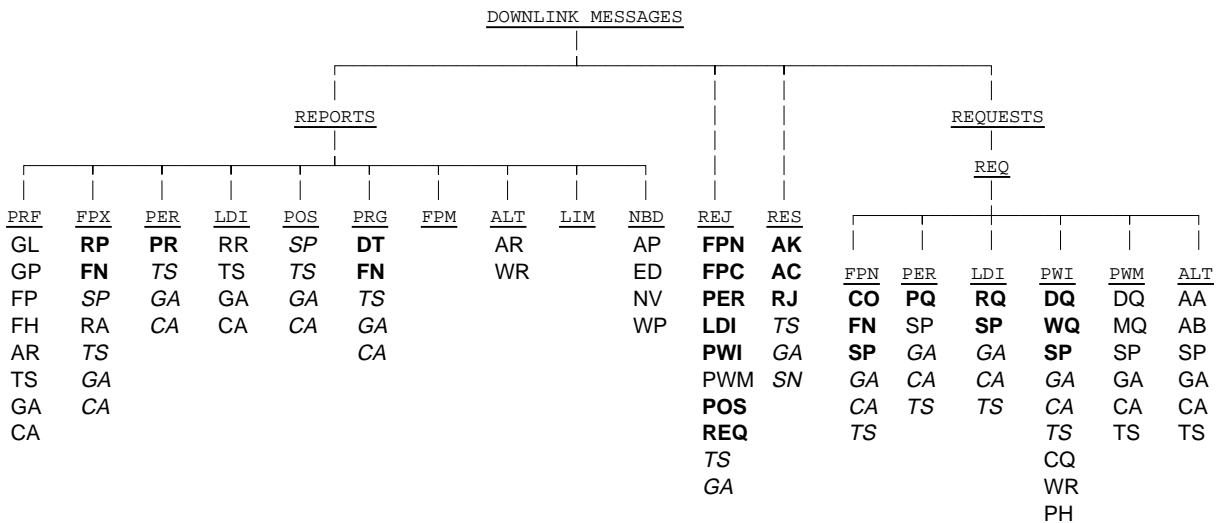 DOWNLINK MESSAGES
REPORTS REQUESTS
REQ
PRF FPX PER LDI POS PRG FPM ALT LIM NBD REJ RES
GL RP PR RR SP DT AR AP FPN AK
GP FN TS TS TS FN WR ED FPC AC FPN PER LDI PWI PWM ALT
FP SP GA GA GA TS NV PER RJ CO PQ RQ DQ DQ AA
FH RA CA CA CA GA WP LDI TS FN SP SP WQ MQ AB
AR TS CA PWI GA SP GA GA SP SP SP
TS GA PWM SN GA CA CA GA GA GA
GA CA POS CA TS TS CA CA CA
CA REQ TS TS TS TS
TS CQ
GA WR
PH